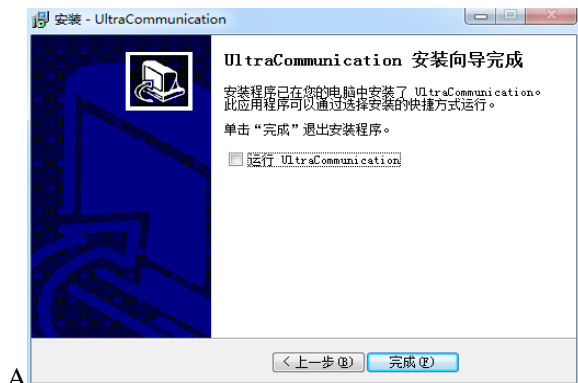 安装 - UltraCommunication
UltraCommunication 安装向导完成
安装程序已在您的电脑中安装了 UltraCommunication。
此应用程序可以通过选择安装的快捷方式运行。
单击“完成”退出安装程序。
运行 UltraCommunication
< 上一步(B) 完成(F)
A